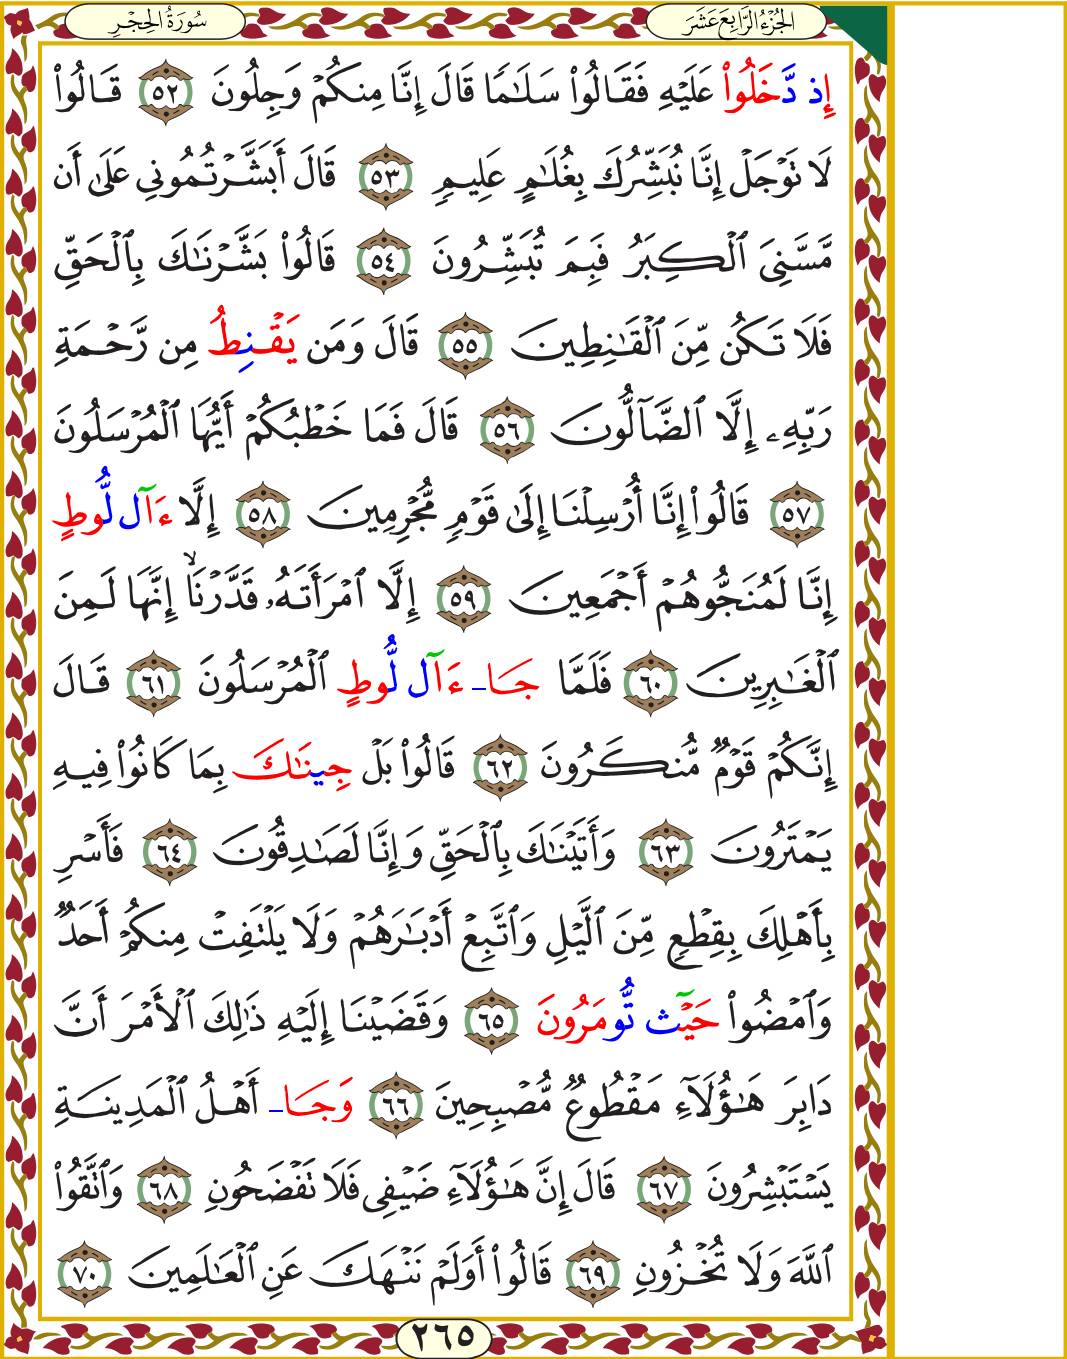 الجُزْءُ الرَّابِعَ عَشَرَ
سُورَةُ الحِجْرِ
إِذ دَّخَلُواْ عَلَيْهِ فَقَالُواْ سَلَٰمٗا قَالَ إِنَّا مِنكُمۡ وَجِلُونَ ٥٢ قَالُواْ
لَا تَوۡجَلۡ إِنَّا نُبَشِّرُكَ بِغُلَٰمٍ عَلِيمٖ ٥٣ قَالَ أَبَشَّرۡتُمُونِي عَلَىٰ أَن
مَّسَّنِيَ ٱلۡكِبَرُ فَبِمَ تُبَشِّرُونَ ٥٤ قَالُواْ بَشَّرۡنَٰكَ بِٱلۡحَقِّ
فَلَا تَكُن مِّنَ ٱلۡقَٰنِطِينَ ٥٥ قَالَ وَمَن يَقۡنِطُ مِن رَّحۡمَةِ
رَبِّهِۦ إِلَّا ٱلضَّآلُّونَ ٥٦ قَالَ فَمَا خَطۡبُكُمۡ أَيُّهَا ٱلۡمُرۡسَلُونَ
٥٧ قَالُواْ إِنَّا أُرۡسِلۡنَا إِلَىٰ قَوۡمٖ مُّجۡرِمِينَ ٥٨ إِلَّا ءَالَٓ لُّوطٍ
إِنَّا لَمُنَجُّوهُمۡ أَجۡمَعِينَ ٥٩ إِلَّا ٱمۡرَأَتَهُۥ قَدَّرۡنَا ۙ إِنَّهَا لَمِنَ
ٱلۡغَٰبِرِينَ ٦٠ فَلَمَّا جَا۔ ءَالَٓ لُّوطٍ ٱلۡمُرۡسَلُونَ ٦١ قَالَ
إِنَّكُمۡ قَوۡمٞ مُّنكَرُونَ ٦٢ قَالُواْ بَلۡ جِينَٰكَ بِمَا كَانُواْ فِيهِ
يَمۡتَرُونَ ٦٣ وَأَتَيۡنَٰكَ بِٱلۡحَقِّ وَإِنَّا لَصَٰدِقُونَ ٦٤ فَأَسۡرِ
بِأَهۡلِكَ بِقِطۡعٖ مِّنَ ٱلَّيۡلِ وَٱتَّبِعۡ أَدۡبَٰرَهُمۡ وَلَا يَلۡتَفِتۡ مِنكُمۡ أَحَدٞ
وَٱمۡضُواْ حَيۡٓث تُّومَرُونَ ٦٥ وَقَضَيۡنَا إِلَيۡهِ ذَٰلِكَ ٱلۡأَمۡرَ أَنَّ
دَابِرَ هَٰٓؤُلَآءِ مَقۡطُوعٞ مُّصۡبِحِينَ ٦٦ وَجَا۔ أَهۡلُ ٱلۡمَدِينَةِ
يَسۡتَبۡشِرُونَ ٦٧ قَالَ إِنَّ هَٰٓؤُلَآءِ ضَيۡفِي فَلَا تَفۡضَحُونِ ٦٨ وَٱتَّقُواْ
ٱللَّهَ وَلَا تُخۡزُونِ ٦٩ قَالُواْ أَوَلَمۡ نَنۡهَكَ عَنِ ٱلۡعَٰلَمِينَ ٧٠
٢٦٥